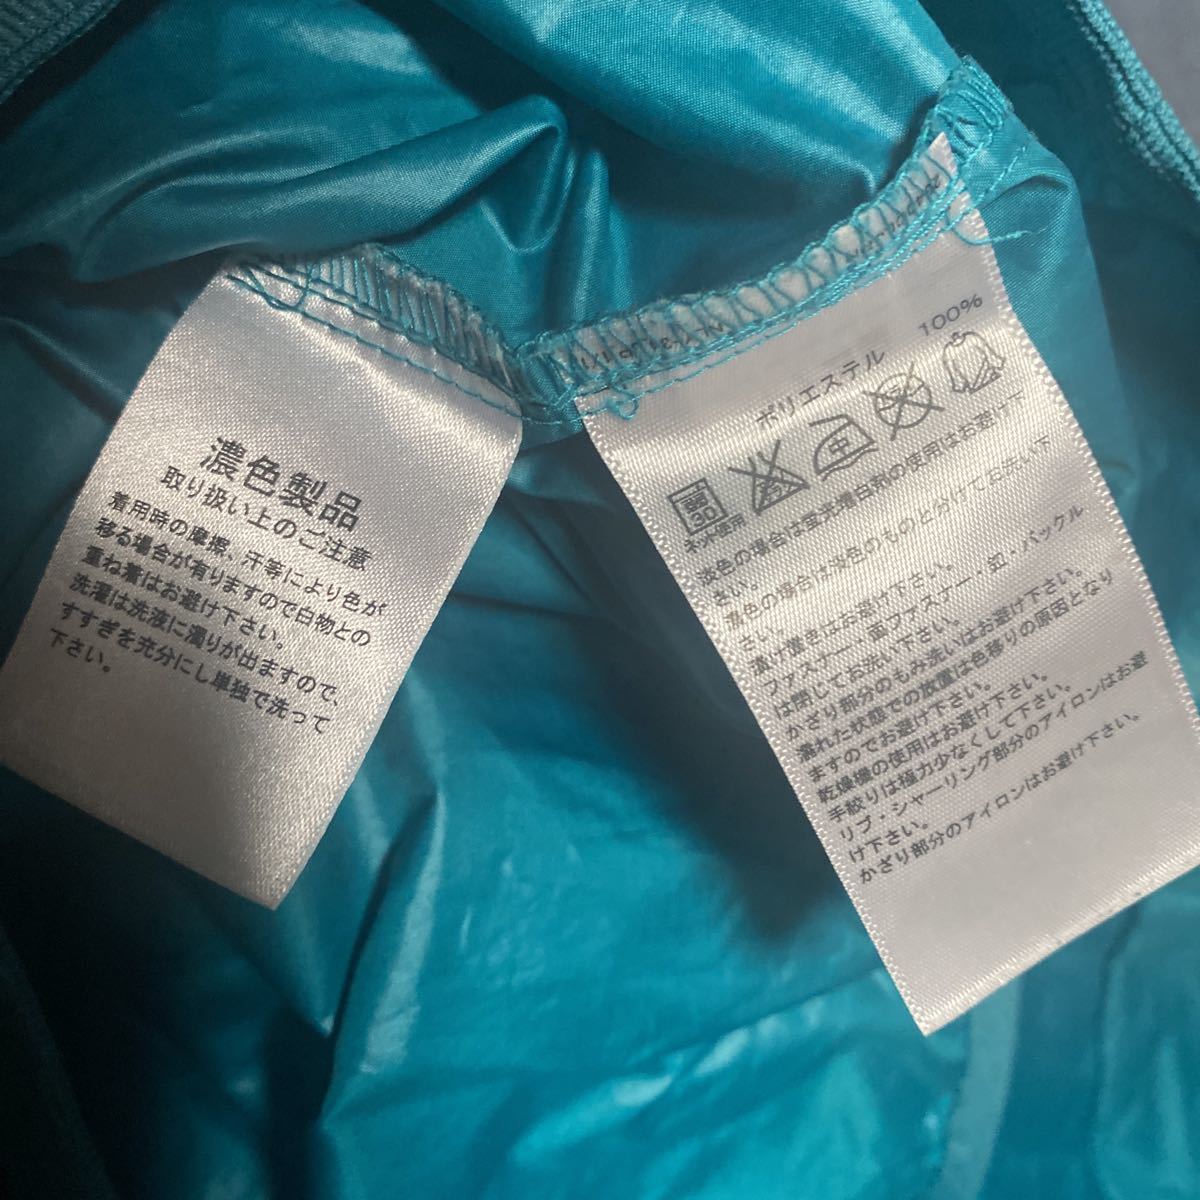 濃色製品
取り扱い上のご注意
着用時の摩擦、汗等により色が
移る場合が有りますので白物との
重ね着はお避け下さい。
洗濯は洗液に濁りが出ますので、
すすぎを充分にし単独で洗って
下さい。
ポリエステル 100%
30
中
ネット使用
淡色の場合は蛍光増白剤の使用はお避け下
さい。
濃色の場合は淡色のものと分けてお洗い下
さい。
漬け置きはお避け下さい。
ファスナー・面ファスナー・釦・バックル
は閉じてお洗い下さい。
かざり部分のもみ洗いはお避け下さい。
濡れた状態での放置は色移りの原因となり
ますのでお避け下さい。
乾燥機の使用はお避け下さい。
手絞りは極力少なくして下さい。
リブ・シャーリング部分のアイロンはお避
け下さい。
かざり部分のアイロンはお避け下さい。